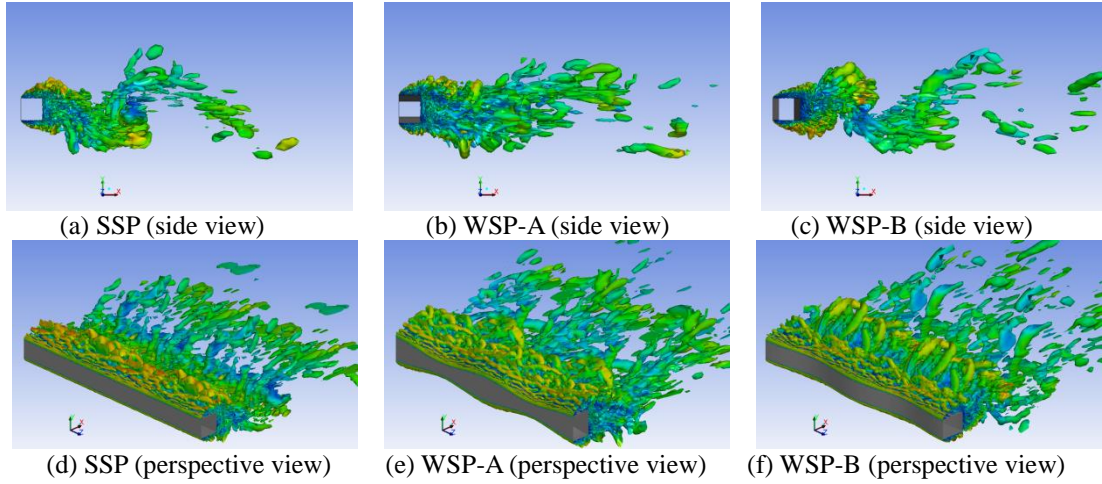 (a) SSP (side view) (b) WSP-A (side view) (c) WSP-B (side view)
(d) SSP (perspective view) (e) WSP-A (perspective view) (f) WSP-B (perspective view)